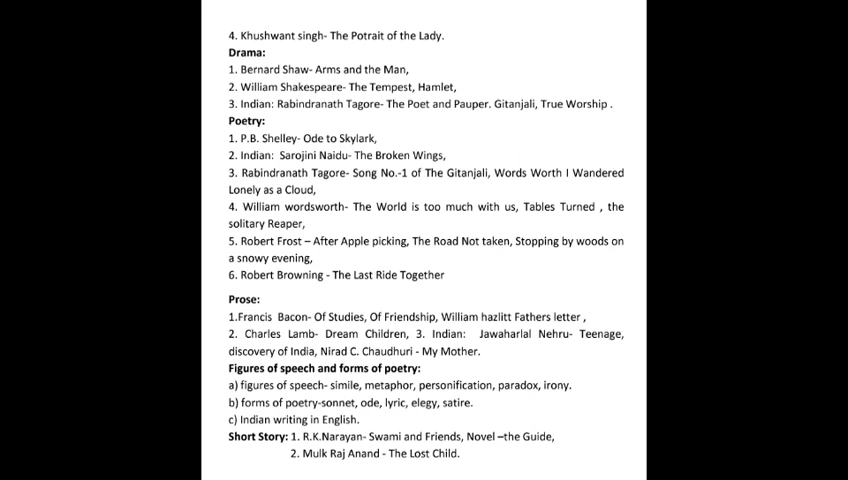 4. Khushwant singh- The Potrait of the Lady.
Drama:
1. Bernard Shaw- Arms and the Man,
2. William Shakespeare- The Tempest, Hamlet,
3. Indian: Rabindranath Tagore- The Poet and Pauper. Gitanjali, True Worship .
Poetry:
1. P.B. Shelley- Ode to Skylark,
2. Indian: Sarojini Naidu- The Broken Wings,
3. Rabindranath Tagore- Song No.-1 of The Gitanjali, Words Worth I Wandered
Lonely as a Cloud,
4. William wordsworth- The World is too much with us, Tables Turned , the
solitary Reaper,
5. Robert Frost – After Apple picking, The Road Not taken, Stopping by woods on
a snowy evening,
6. Robert Browning - The Last Ride Together
Prose:
1.Francis Bacon- Of Studies, Of Friendship, William hazlitt Fathers letter ,
2. Charles Lamb- Dream Children, 3. Indian: Jawaharlal Nehru- Teenage,
discovery of India, Nirad C. Chaudhuri - My Mother.
Figures of speech and forms of poetry:
a) figures of speech- simile, metaphor, personification, paradox, irony.
b) forms of poetry-sonnet, ode, lyric, elegy, satire.
c) Indian writing in English.
Short Story: 1. R.K.Narayan- Swami and Friends, Novel –the Guide,
2. Mulk Raj Anand - The Lost Child.